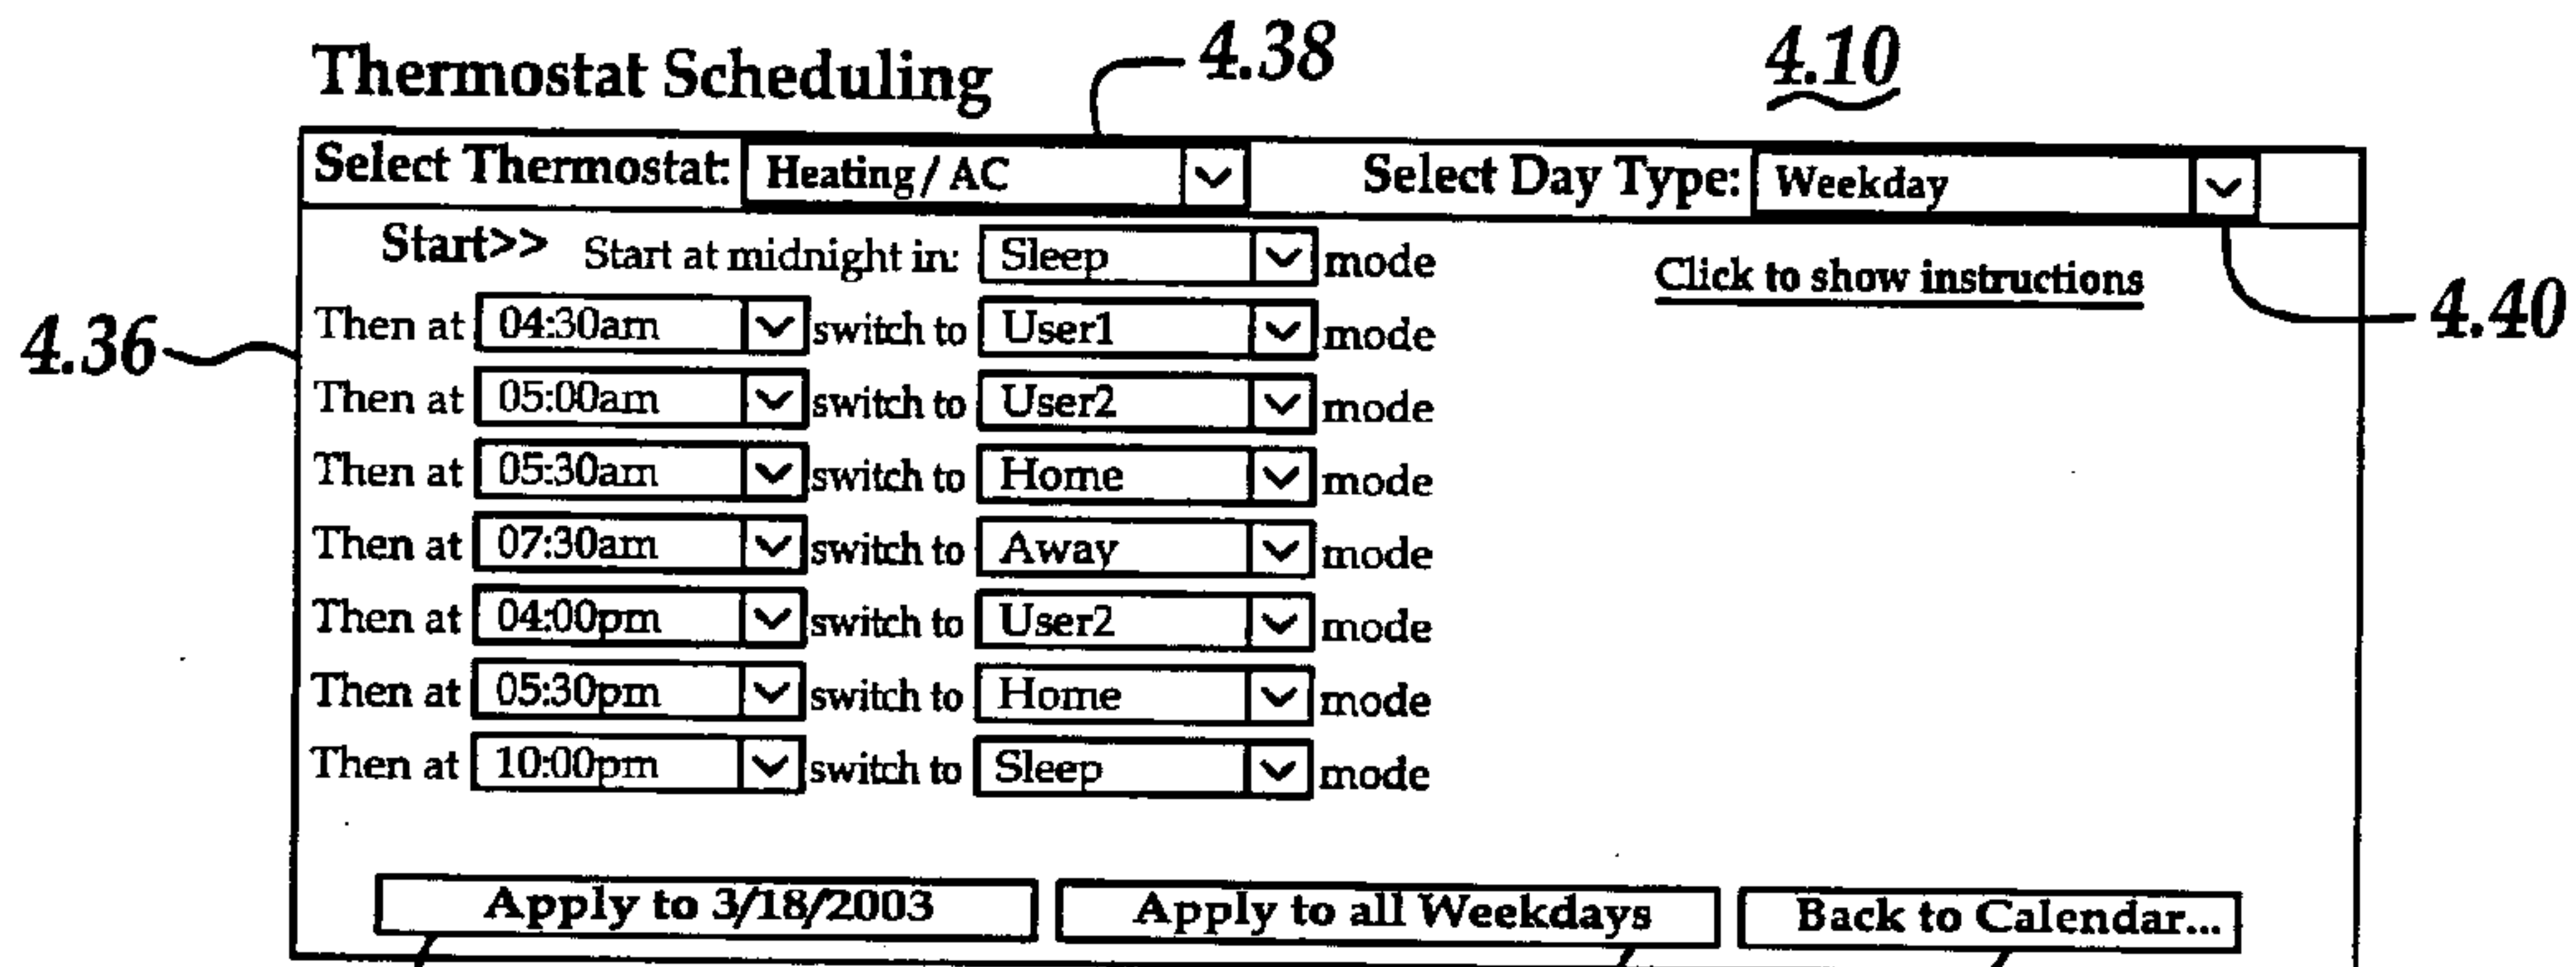 Thermostat Scheduling 4.38 4.10
Select Thermostat: Heating / AC Select Day Type: Weekday
Start>> Start at midnight in: Sleep mode
Click to show instructions
4.40
4.36
Then at 04:30am switch to User1 mode
Then at 05:00am switch to User2 mode
Then at 05:30am switch to Home mode
Then at 07:30am switch to Away mode
Then at 04:00pm switch to User2 mode
Then at 05:30pm switch to Home mode
Then at 10:00pm switch to Sleep mode
Apply to 3/18/2003 Apply to all Weekdays Back to Calendar...